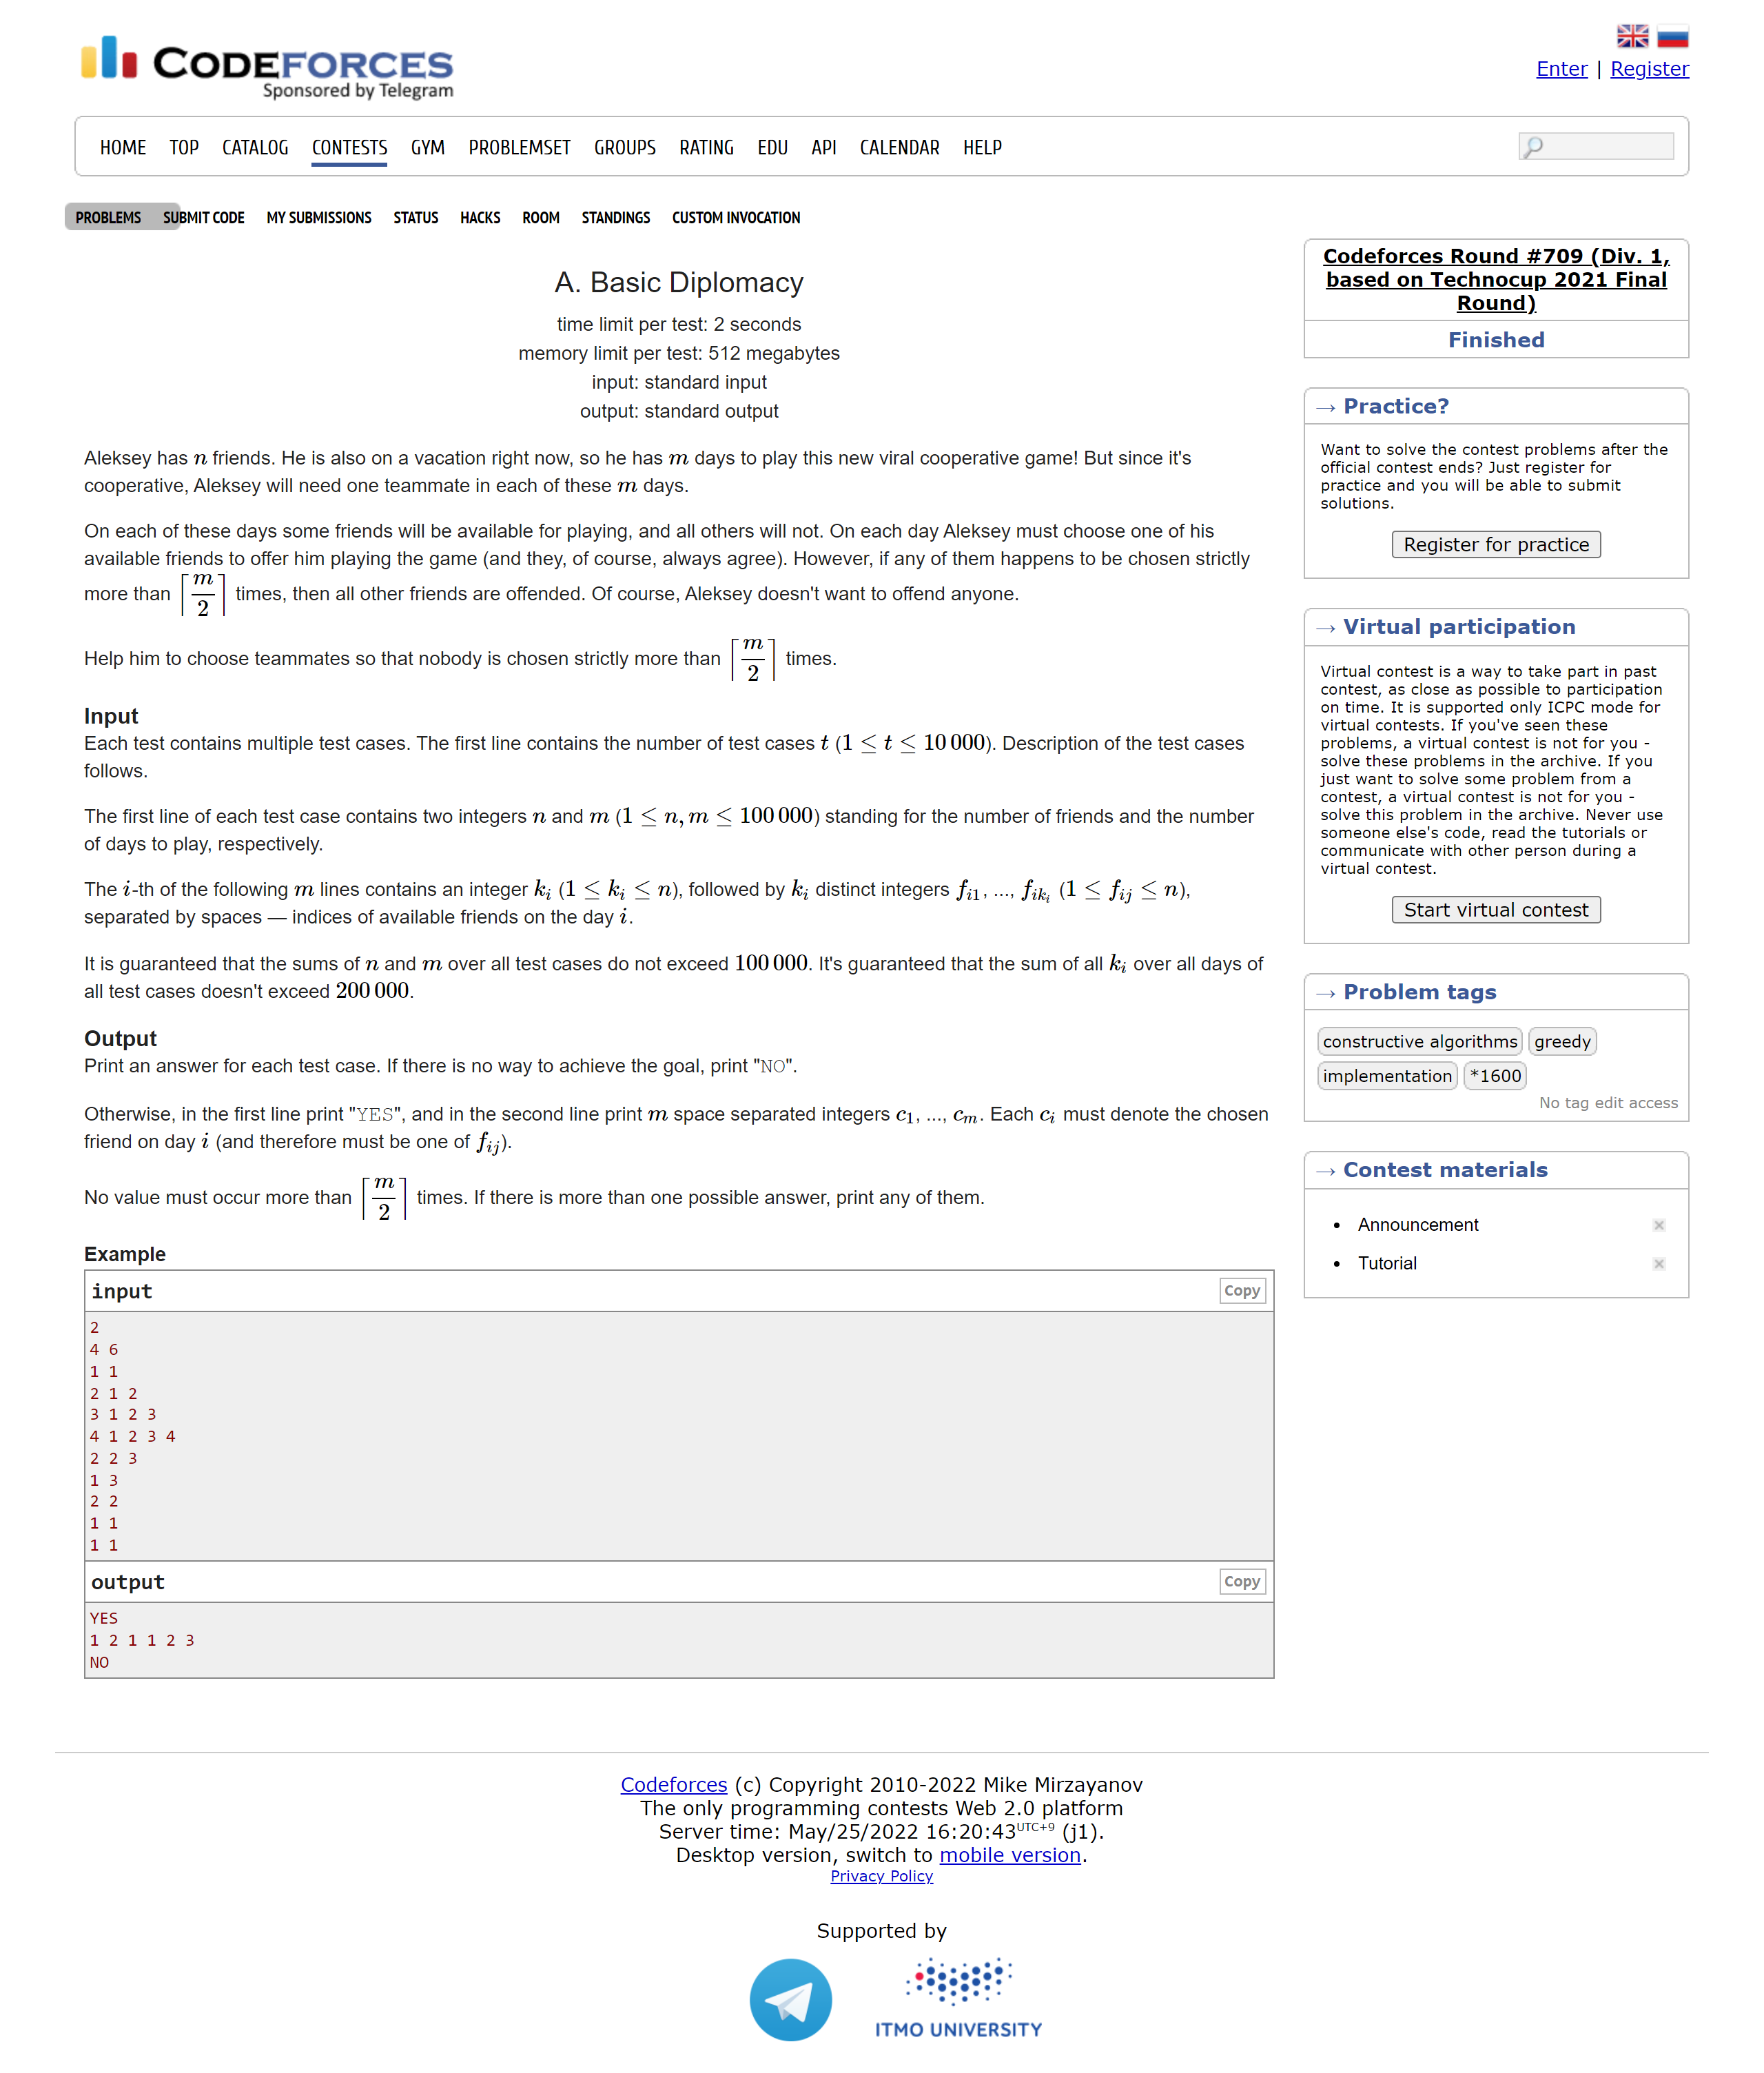 CODEFORCES
Sponsored by Telegram
Enter | Register
HOME TOP CATALOG CONTESTS GYM PROBLEMSET GROUPS RATING EDU API CALENDAR HELP
PROBLEMS SUBMIT CODE MY SUBMISSIONS STATUS HACKS ROOM STANDINGS CUSTOM INVOCATION
A. Basic Diplomacy
time limit per test: 2 seconds
memory limit per test: 512 megabytes
input: standard input
output: standard output
Aleksey has n friends. He is also on a vacation right now, so he has m days to play this new viral cooperative game! But since it's
cooperative, Aleksey will need one teammate in each of these m days.
On each of these days some friends will be available for playing, and all others will not. On each day Aleksey must choose one of his
available friends to offer him playing the game (and they, of course, always agree). However, if any of them happens to be chosen strictly
more than ⌈m/2⌉ times, then all other friends are offended. Of course, Aleksey doesn't want to offend anyone.
Help him to choose teammates so that nobody is chosen strictly more than ⌈m/2⌉ times.
Input
Each test contains multiple test cases. The first line contains the number of test cases t (1 ≤ t ≤ 10 000). Description of the test cases
follows.
The first line of each test case contains two integers n and m (1 ≤ n, m ≤ 100 000) standing for the number of friends and the number
of days to play, respectively.
The i-th of the following m lines contains an integer k_i (1 ≤ k_i ≤ n), followed by k_i distinct integers f_{i1}, ..., f_{ik_i} (1 ≤ f_{ij} ≤ n),
separated by spaces — indices of available friends on the day i.
It is guaranteed that the sums of n and m over all test cases do not exceed 100 000. It's guaranteed that the sum of all k_i over all days of
all test cases doesn't exceed 200 000.
Output
Print an answer for each test case. If there is no way to achieve the goal, print "NO".
Otherwise, in the first line print "YES", and in the second line print m space separated integers c_1, ..., c_m. Each c_i must denote the chosen
friend on day i (and therefore must be one of f_{ij}).
No value must occur more than ⌈m/2⌉ times. If there is more than one possible answer, print any of them.
Example
input Copy
2
4 6
1 1
2 1 2
3 1 2 3
4 1 2 3 4
2 2 3
1 3
2 2
1 1
1 1
output Copy
YES
1 2 1 1 2 3
NO
Codeforces Round #709 (Div. 1,
based on Technocup 2021 Final
Round)
Finished
→ Practice?
Want to solve the contest problems after the
official contest ends? Just register for
practice and you will be able to submit
solutions.
Register for practice
→ Virtual participation
Virtual contest is a way to take part in past
contest, as close as possible to participation
on time. It is supported only ICPC mode for
virtual contests. If you've seen these
problems, a virtual contest is not for you -
solve these problems in the archive. If you
just want to solve some problem from a
contest, a virtual contest is not for you -
solve this problem in the archive. Never use
someone else's code, read the tutorials or
communicate with other person during a
virtual contest.
Start virtual contest
→ Problem tags
constructive algorithms greedy
implementation *1600
No tag edit access
→ Contest materials
• Announcement
• Tutorial
Codeforces (c) Copyright 2010-2022 Mike Mirzayanov
The only programming contests Web 2.0 platform
Server time: May/25/2022 16:20:43 UTC+9 (j1).
Desktop version, switch to mobile version.
Privacy Policy
Supported by
ITMO UNIVERSITY